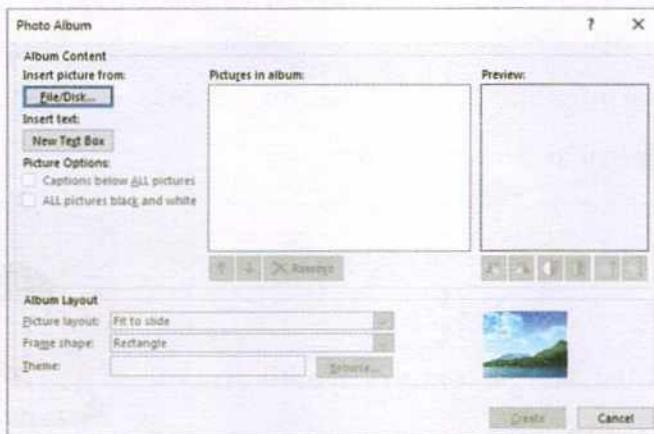 Photo Album ? ×
Album Content
Insert picture from:
File/Disk...
Insert text:
New Text Box
Picture Options:
Captions below ALL pictures
ALL pictures black and white
Pictures in album:
Remove
Preview:
Album Layout
Picture layout: Fit to slide
Frame shape: Rectangle
Theme:
Browse...
Create
Cancel